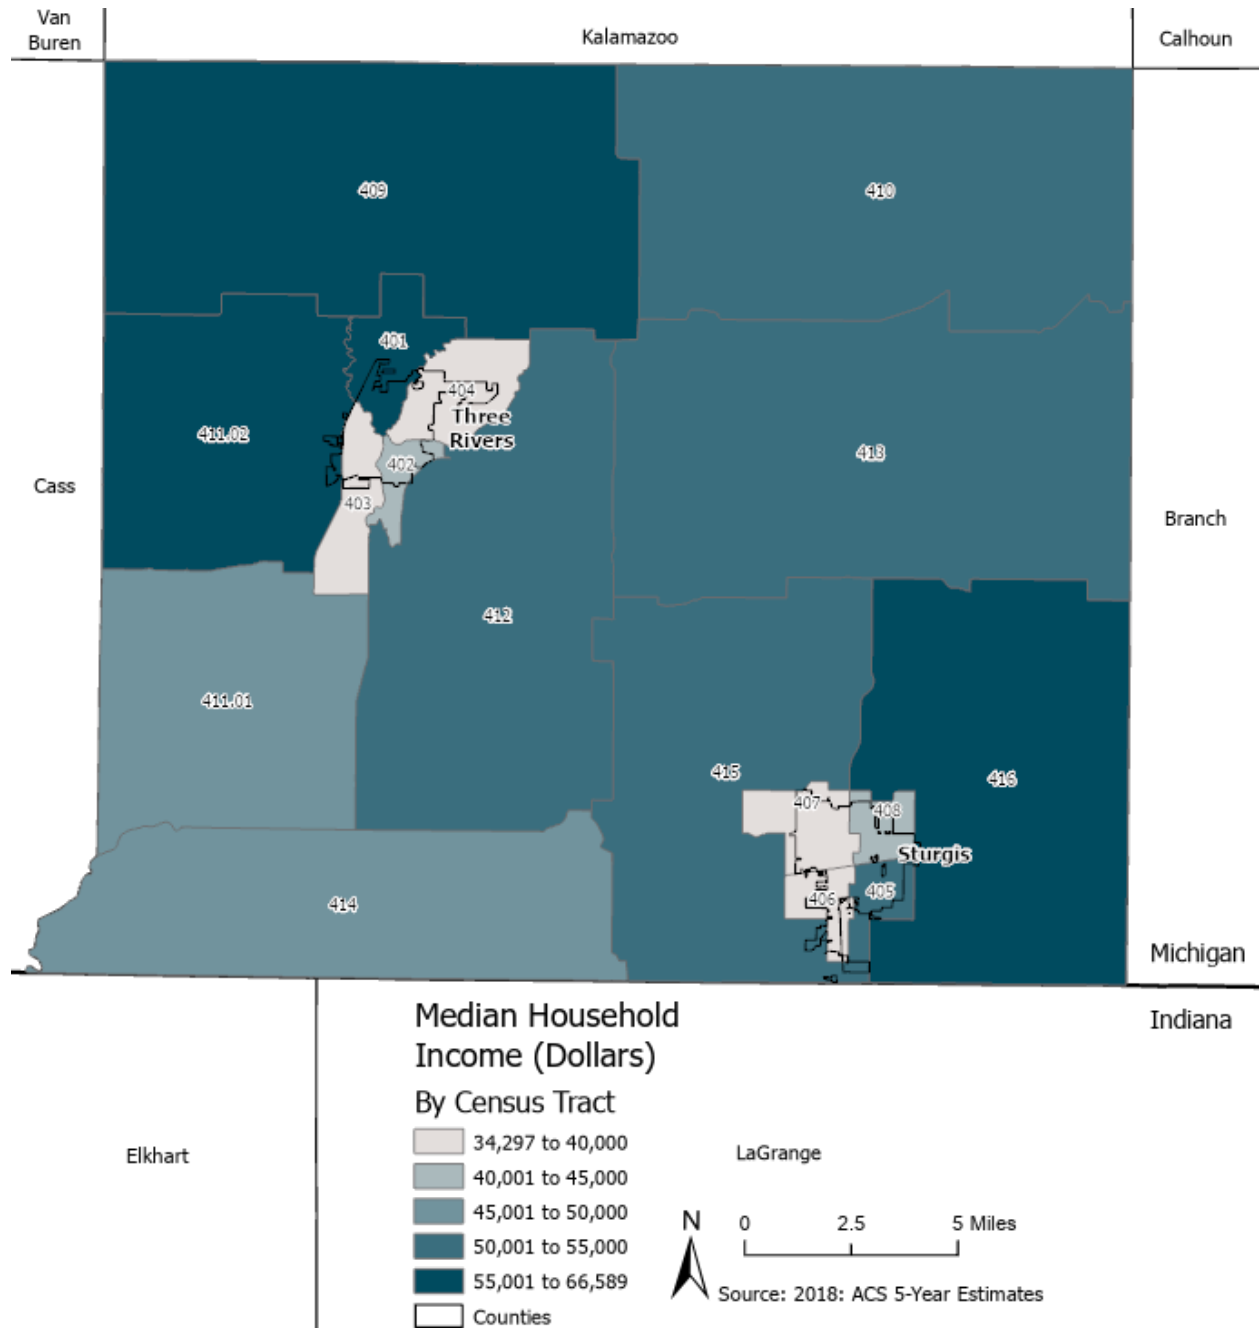 Van
Buren
Kalamazoo
Calhoun
409
410
401
404
Three
Rivers
411.02
402
413
Cass
403
Branch
412
411.01
415
416
407
408
Sturgis
405
406
414
Michigan
Indiana
Median Household
Income (Dollars)
By Census Tract
34,297 to 40,000
40,001 to 45,000
45,001 to 50,000
50,001 to 55,000
55,001 to 66,589
Counties
Elkhart
LaGrange
N
0 2.5 5 Miles
Source: 2018: ACS 5-Year Estimates